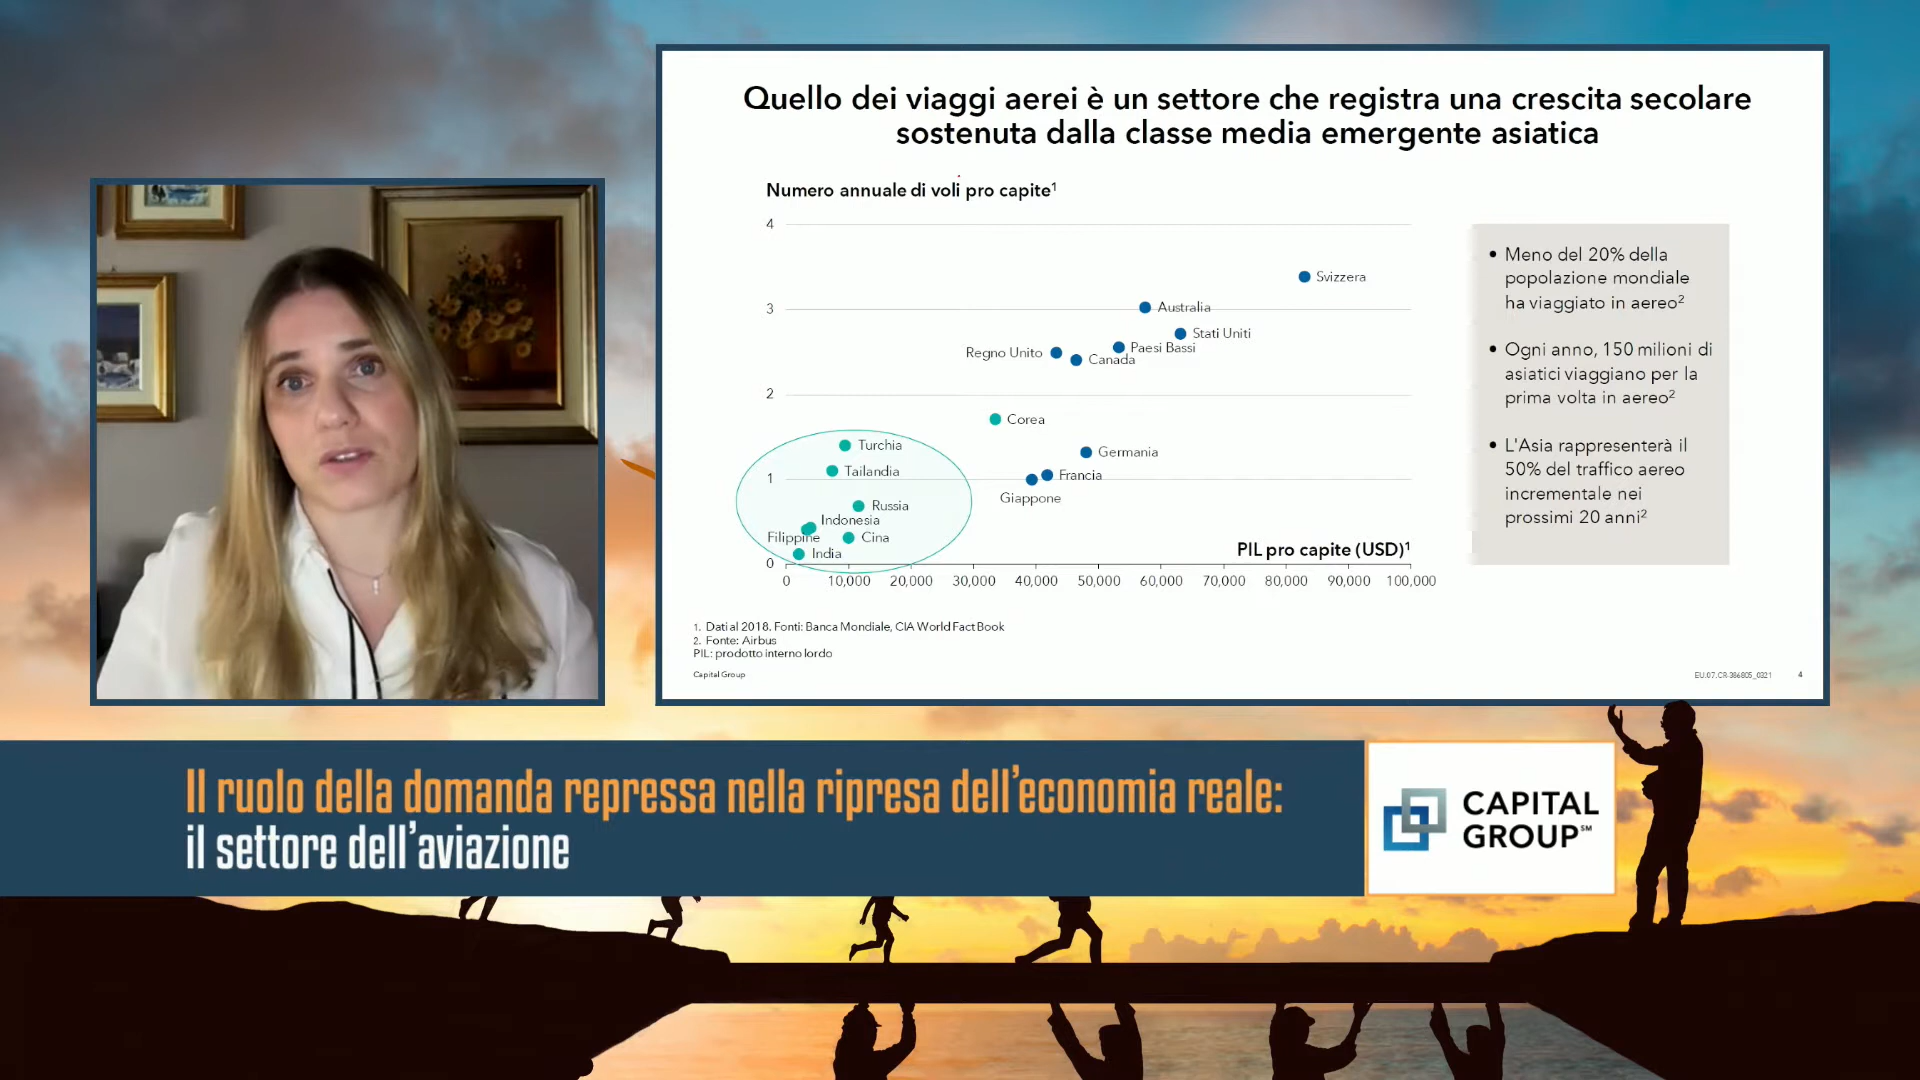 Quello dei viaggi aerei è un settore che registra una crescita secolare
sostenuta dalla classe media emergente asiatica
Numero annuale di voli pro capite¹
4
3
2
1
0
Svizzera
Australia
Stati Uniti
Paesi Bassi
Regno Unito
Canada
Corea
Turchia
Germania
Tailandia
Francia
Giappone
Russia
Indonesia
Filippine
Cina
India
PIL pro capite (USD)¹
0 10,000 20,000 30,000 40,000 50,000 60,000 70,000 80,000 90,000 100,000
• Meno del 20% della
popolazione mondiale
ha viaggiato in aereo²
• Ogni anno, 150 milioni di
asiatici viaggiano per la
prima volta in aereo²
• L'Asia rappresenterà il
50% del traffico aereo
incrementale nei
prossimi 20 anni²
1. Dati al 2018. Fonti: Banca Mondiale, CIA World Fact Book
2. Fonte: Airbus
PIL: prodotto interno lordo
Capital Group
EU.07.CR-386805_0321 4
Il ruolo della domanda repressa nella ripresa dell'economia reale:
il settore dell'aviazione
CAPITAL
GROUP℠